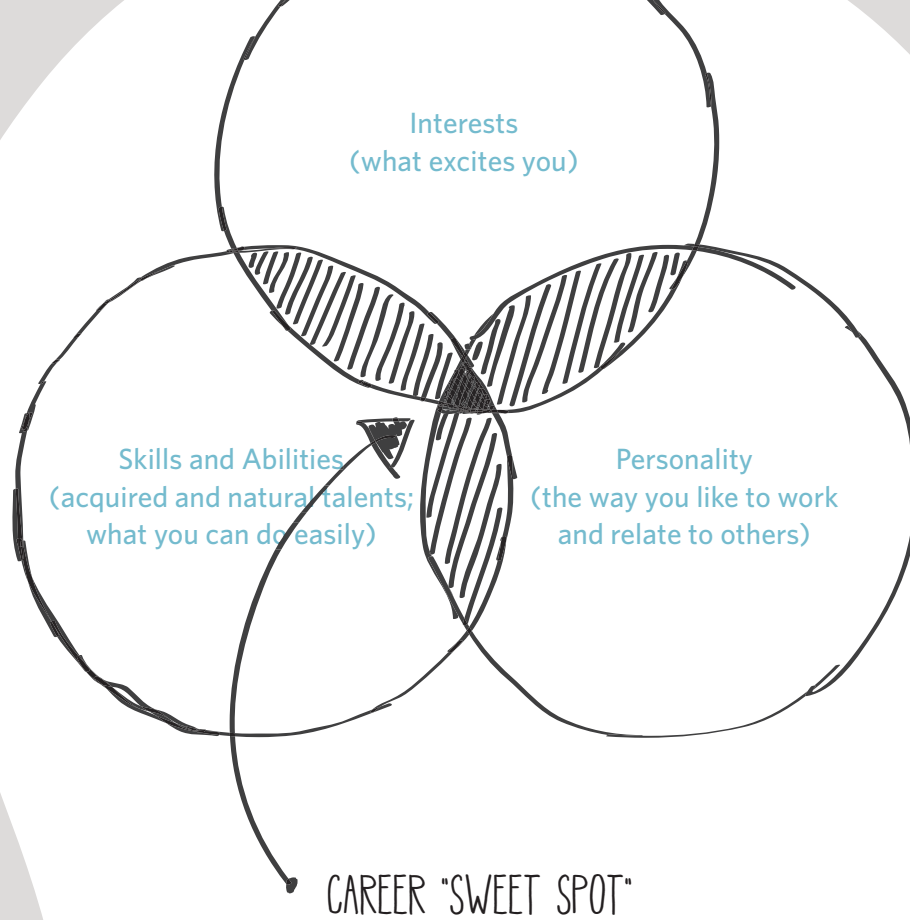 Interests
(what excites you)
Skills and Abilities
(acquired and natural talents;
what you can do easily)
Personality
(the way you like to work
and relate to others)
CAREER "SWEET SPOT"